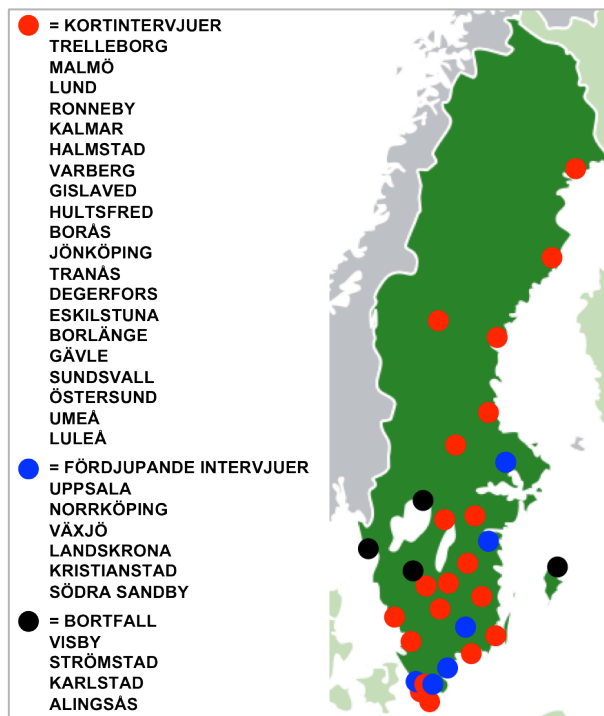 = KORTINTERVJUER
TRELLEBORG
MALMÖ
LUND
RONNEBY
KALMAR
HALMSTAD
VARBERG
GISLAVED
HULTSFRED
BORÅS
JÖNKÖPING
TRANÅS
DEGERFORS
ESKILSTUNA
BORLÄNGE
GÄVLE
SUNDSVALL
ÖSTERSUND
UMEÅ
LULEÅ
= FÖRDJUPANDE INTERVJUER
UPPSALA
NORRKÖPING
VÄXJÖ
LANDSKRONA
KRISTIANSTAD
SÖDRA SANDBY
= BORTFALL
VISBY
STRÖMSTAD
KARLSTAD
ALINGSÅS